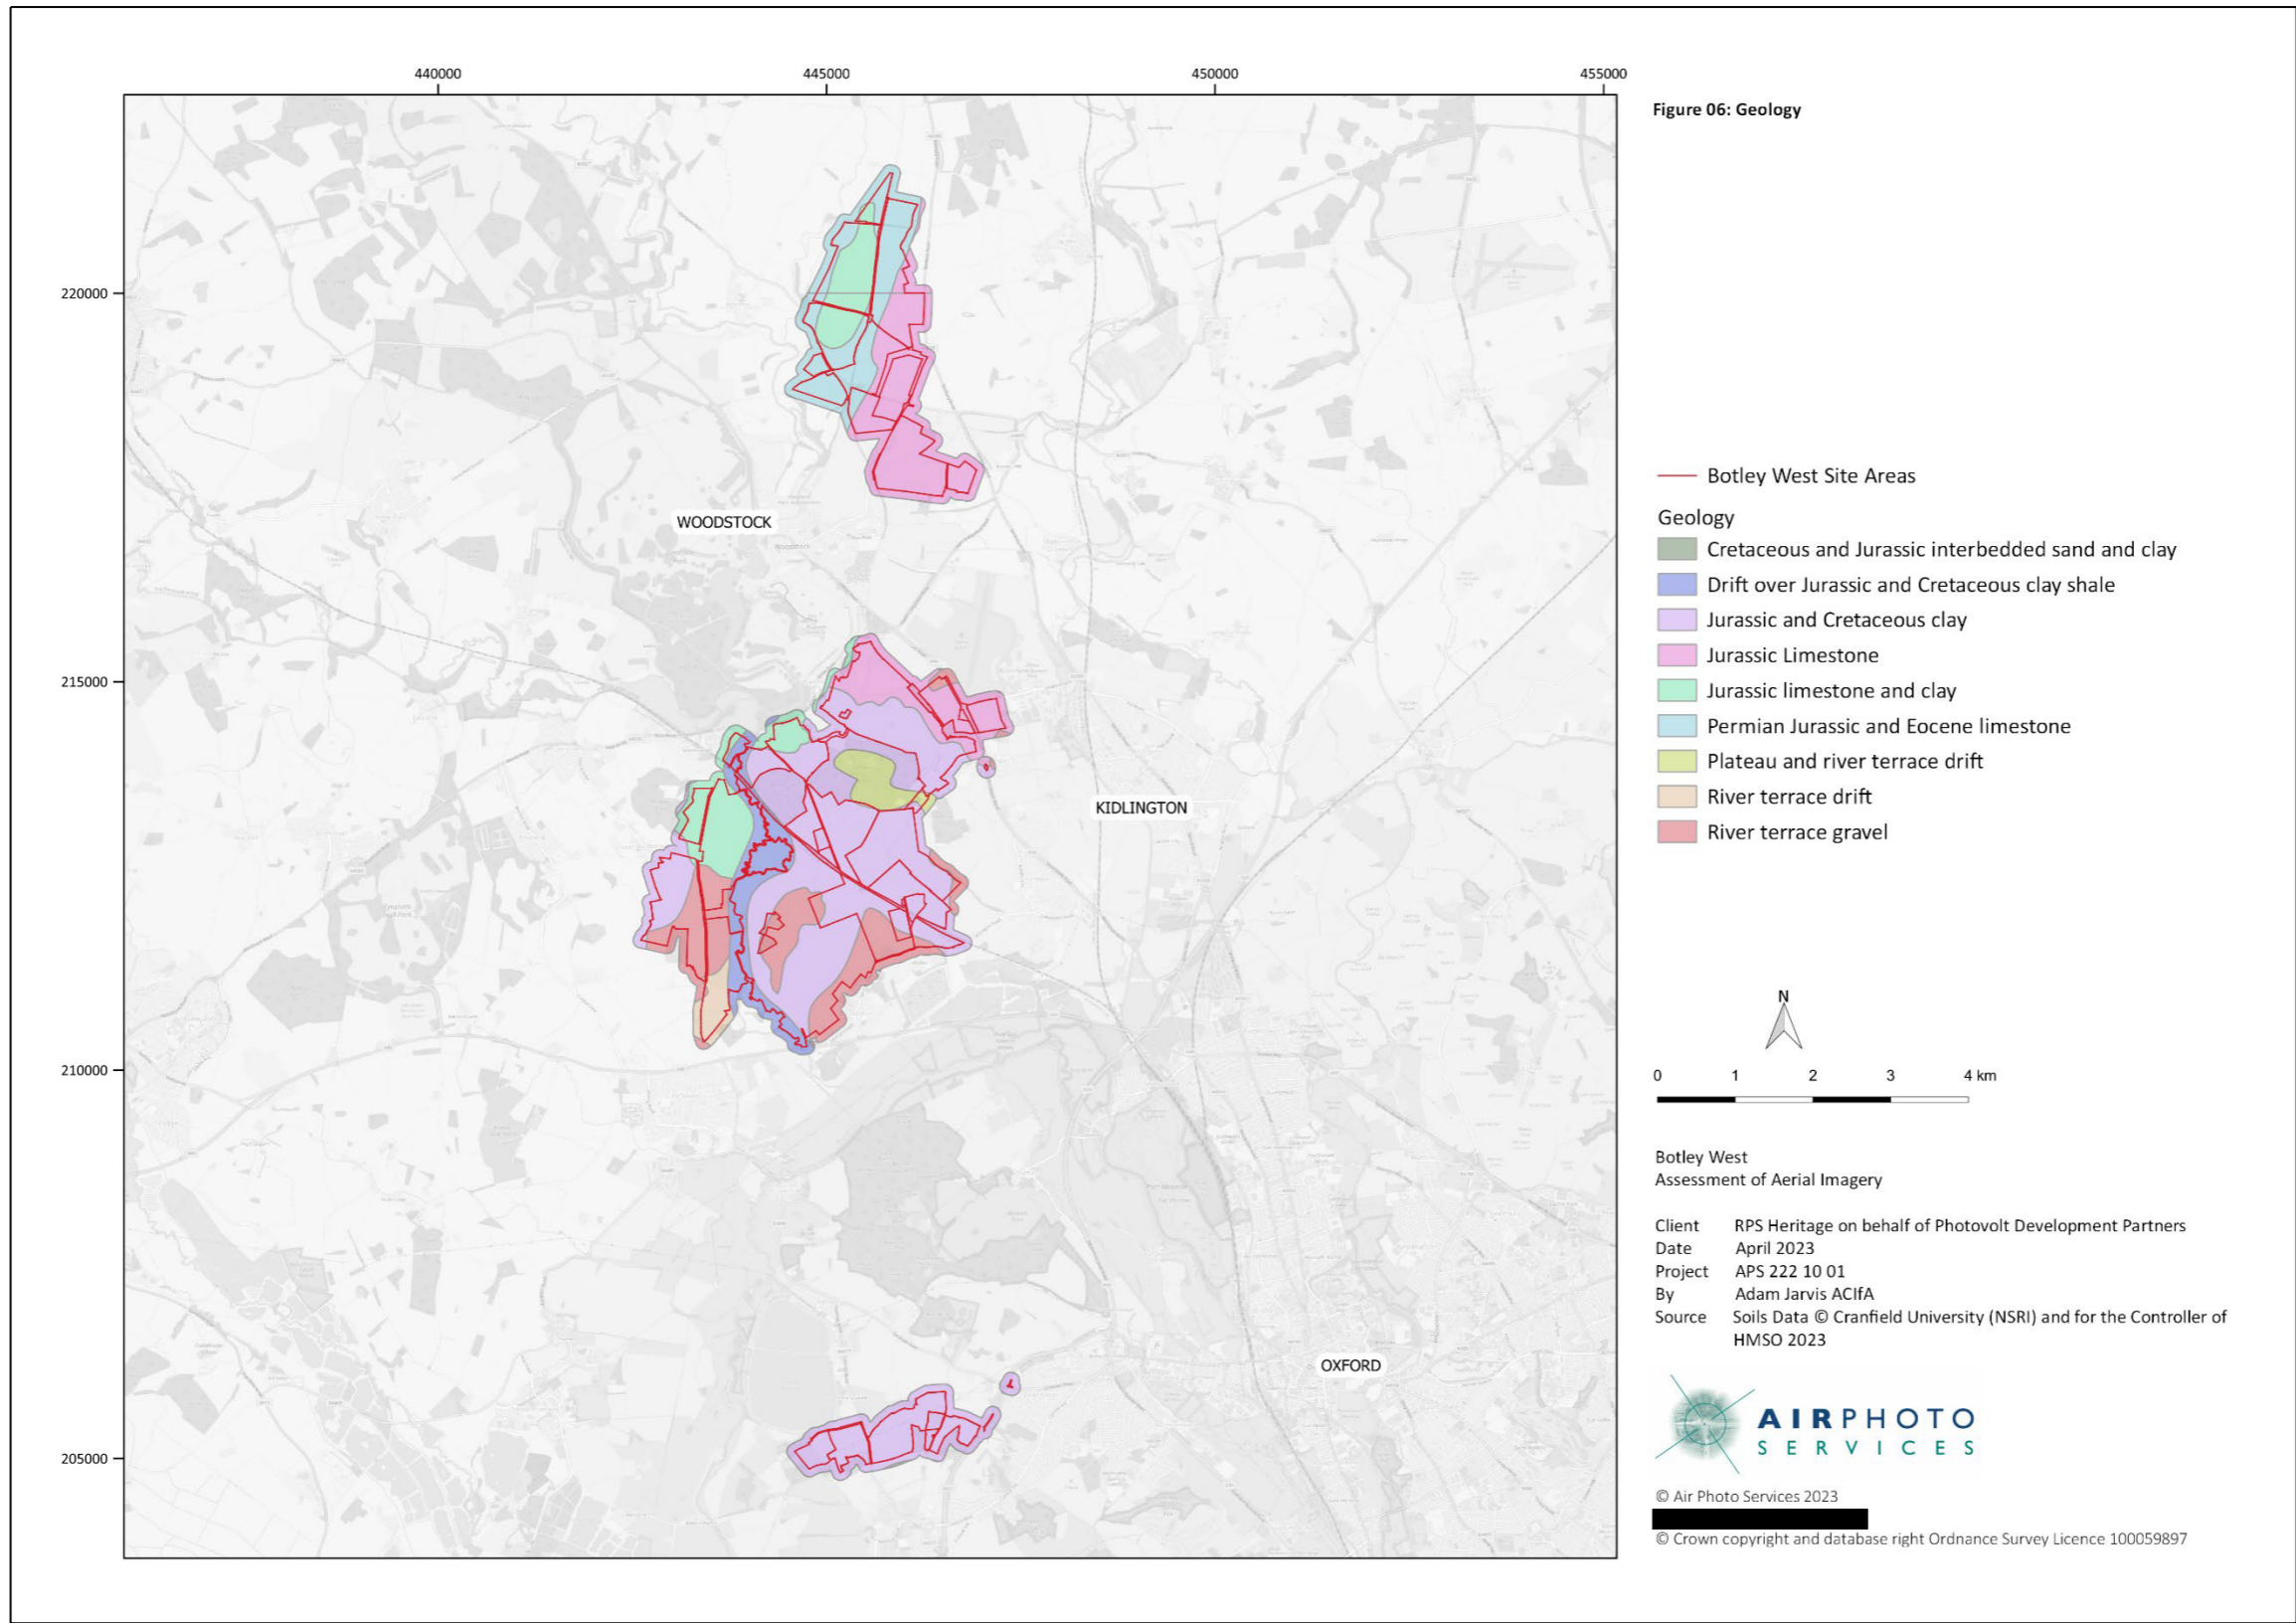 440000 445000 450000 455000
Figure 06: Geology
220000
215000
210000
205000
WOODSTOCK
WOODSTOCK
KIDLINGTON
OXFORD
Botley West Site Areas
Geology
Cretaceous and Jurassic interbedded sand and clay
Drift over Jurassic and Cretaceous clay shale
Jurassic and Cretaceous clay
Jurassic Limestone
Jurassic limestone and clay
Permian Jurassic and Eocene limestone
Plateau and river terrace drift
River terrace drift
River terrace gravel
N
0 1 2 3 4 km
Botley West
Assessment of Aerial Imagery
Client RPS Heritage on behalf of Photovolt Development Partners
Date April 2023
Project APS 222 10 01
By Adam Jarvis ACIfA
Source Soils Data © Cranfield University (NSRI) and for the Controller of
HMSO 2023
AIRPHOTO
SERVICES
© Air Photo Services 2023
© Crown copyright and database right Ordnance Survey Licence 100059897